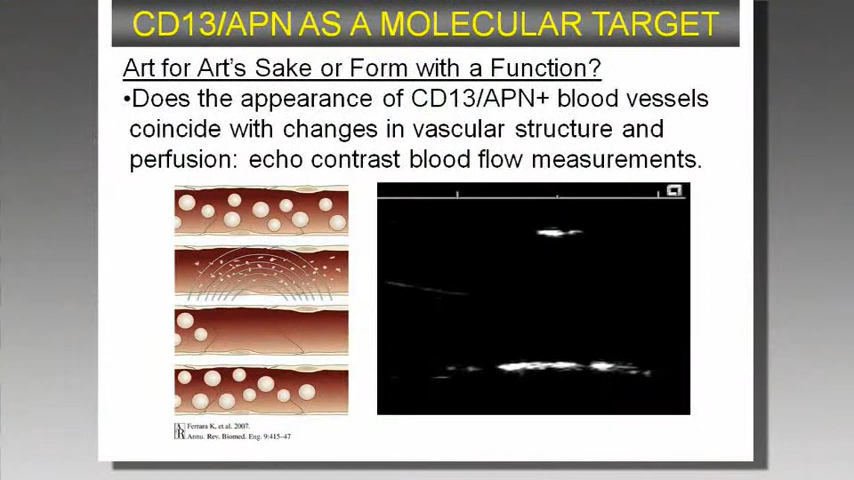 CD13/APN AS A MOLECULAR TARGET
Art for Art's Sake or Form with a Function?
•Does the appearance of CD13/APN+ blood vessels
coincide with changes in vascular structure and
perfusion: echo contrast blood flow measurements.
AR
Ferrara K, et al. 2007.
Annu. Rev. Biomed. Eng. 9:415–47